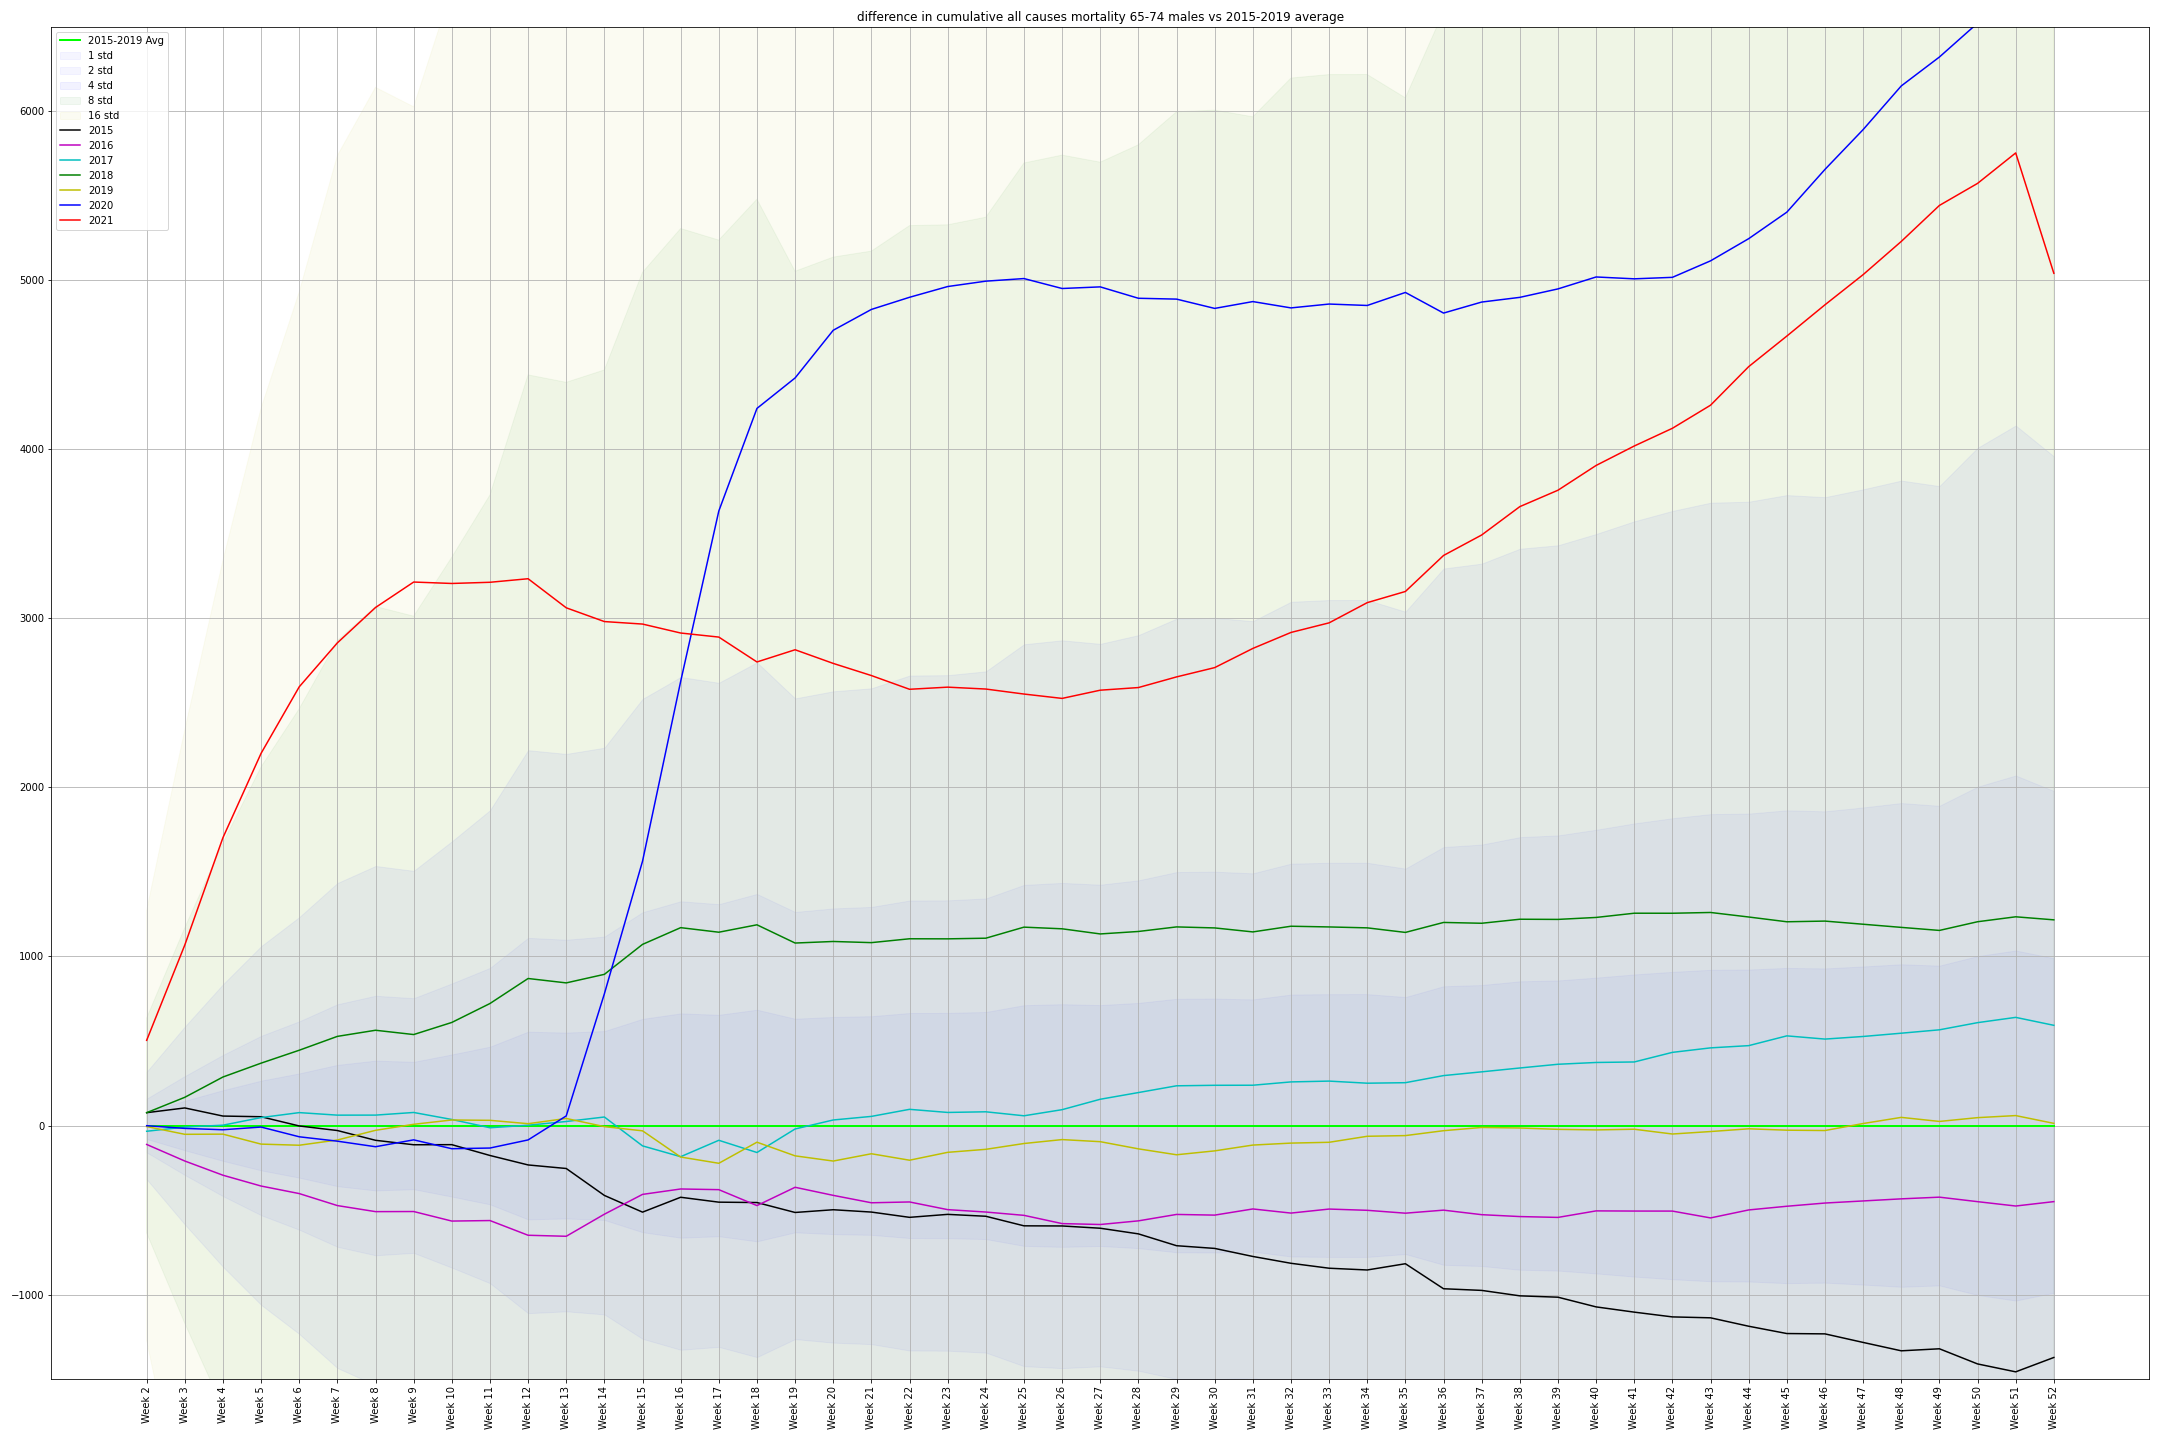 difference in cumulative all causes mortality 65-74 males vs 2015-2019 average
2015-2019 Avg
1 std
2 std
4 std
8 std
16 std
2015
2016
2017
2018
2019
2020
2021
6000
5000
4000
3000
2000
1000
0
−1000
Week 2
Week 3
Week 4
Week 5
Week 6
Week 7
Week 8
Week 9
Week 10
Week 11
Week 12
Week 13
Week 14
Week 15
Week 16
Week 17
Week 18
Week 19
Week 20
Week 21
Week 22
Week 23
Week 24
Week 25
Week 26
Week 27
Week 28
Week 29
Week 30
Week 31
Week 32
Week 33
Week 34
Week 35
Week 36
Week 37
Week 38
Week 39
Week 40
Week 41
Week 42
Week 43
Week 44
Week 45
Week 46
Week 47
Week 48
Week 49
Week 50
Week 51
Week 52